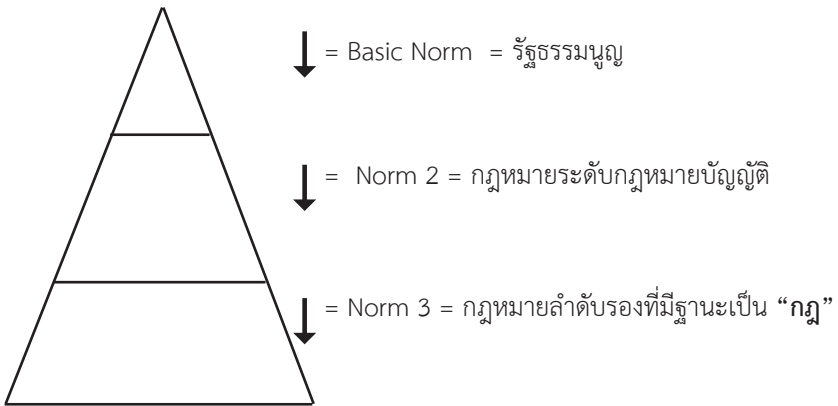 = Basic Norm = รัฐธรรมนูญ
= Norm 2 = กฎหมายระดับกฎหมายบัญญัติ
= Norm 3 = กฎหมายลำดับรองที่มีฐานะเป็น “กฎ”